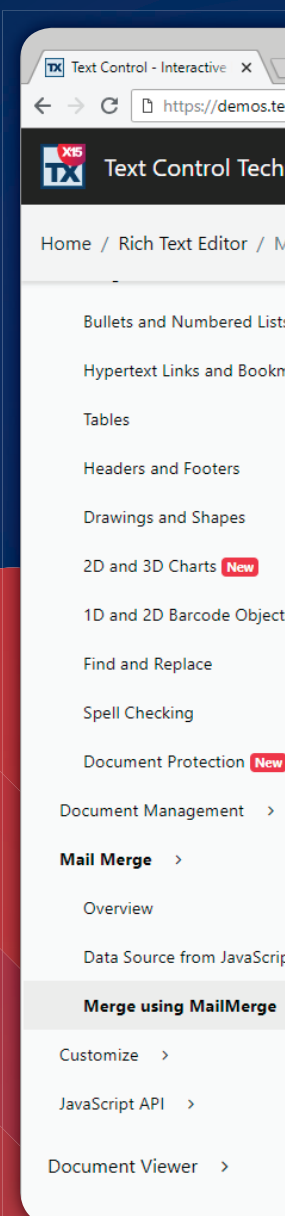 TX Text Control - Interactive
https://demos.te
X15
TX Text Control Tech
Home / Rich Text Editor / M
Bullets and Numbered Lists
Hypertext Links and Bookm
Tables
Headers and Footers
Drawings and Shapes
2D and 3D Charts New
1D and 2D Barcode Object
Find and Replace
Spell Checking
Document Protection New
Document Management >
Mail Merge >
Overview
Data Source from JavaScrip
Merge using MailMerge
Customize >
JavaScript API >
Document Viewer >